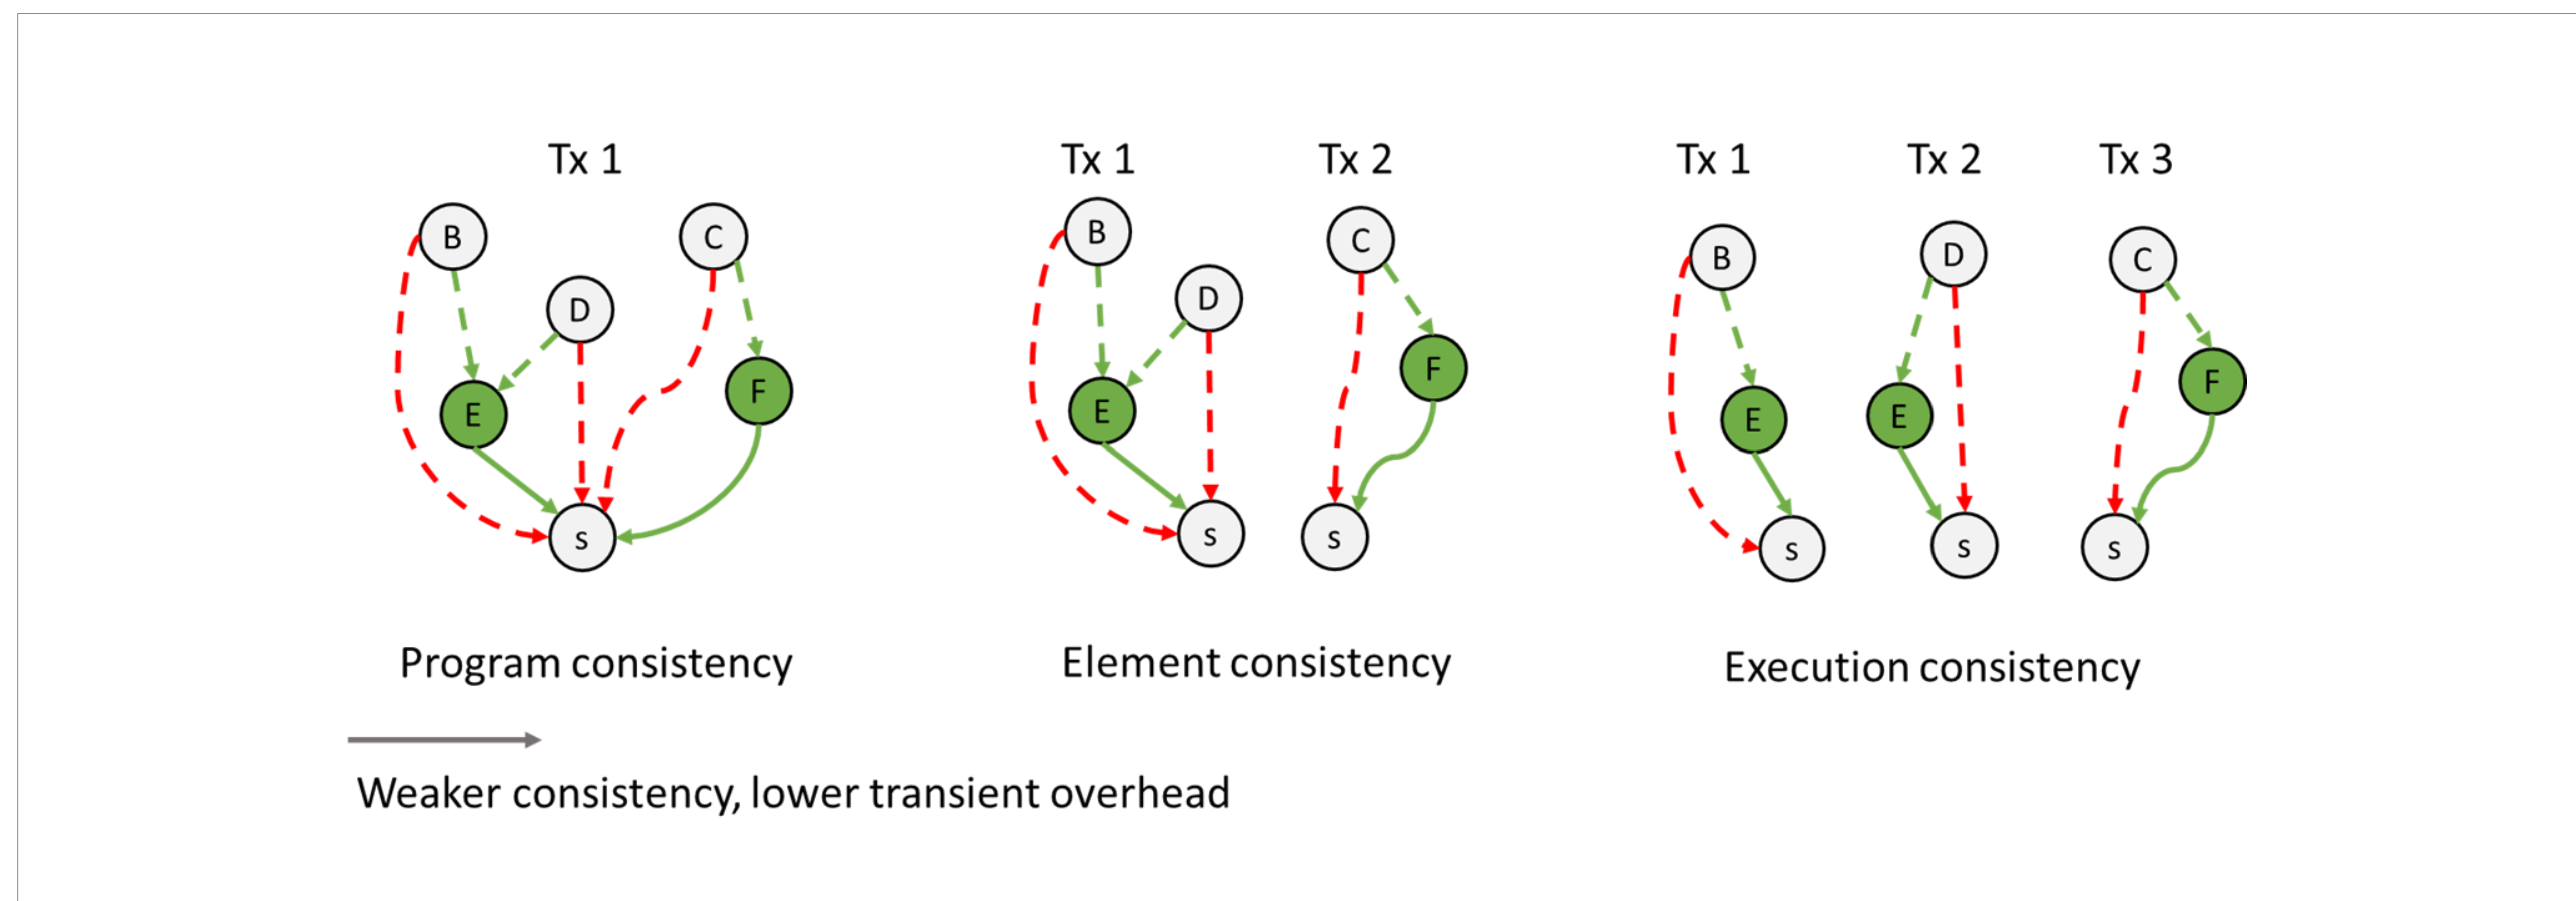 Tx 1
B
C
D
E
F
s
Program consistency
Tx 1
Tx 2
B
C
D
E
F
s
s
Element consistency
Tx 1
Tx 2
Tx 3
B
D
C
E
E
F
s
s
s
Execution consistency
Weaker consistency, lower transient overhead